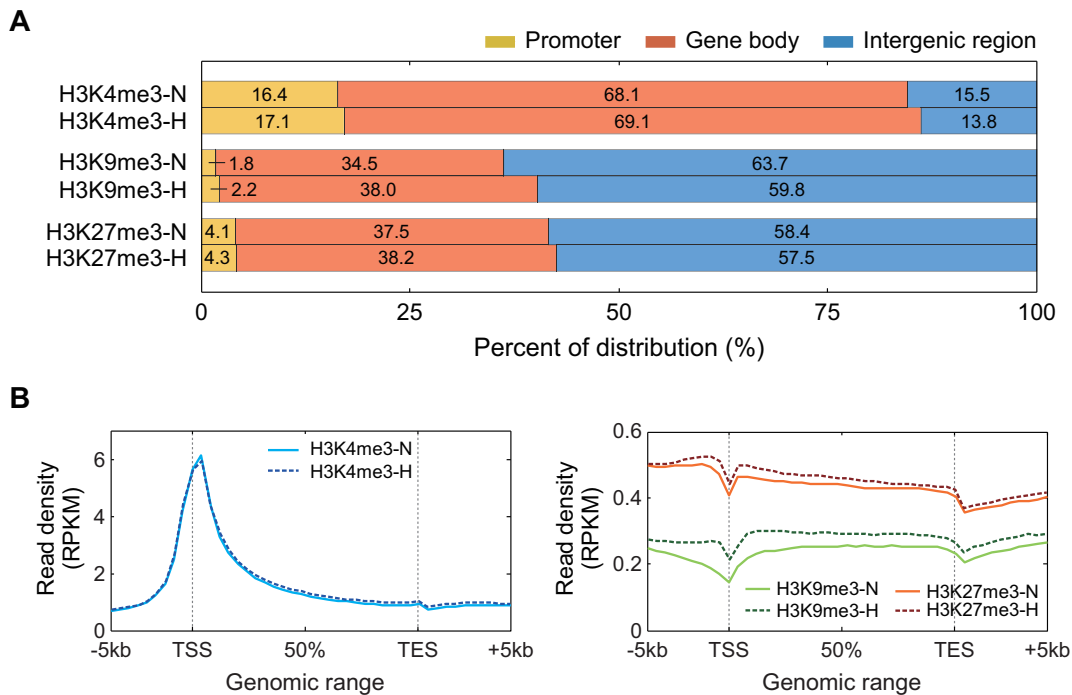 A
Promoter Gene body Intergenic region
H3K4me3-N 16.4 68.1 15.5
H3K4me3-H 17.1 69.1 13.8
H3K9me3-N 1.8 34.5 63.7
H3K9me3-H 2.2 38.0 59.8
H3K27me3-N 4.1 37.5 58.4
H3K27me3-H 4.3 38.2 57.5
0 25 50 75 100
Percent of distribution (%)
B
Read density
(RPKM)
6
4
2
0
H3K4me3-N
H3K4me3-H
-5kb TSS 50% TES +5kb
Genomic range
Read density
(RPKM)
0.6
0.4
0.2
0
H3K9me3-N H3K27me3-N
H3K9me3-H H3K27me3-H
-5kb TSS 50% TES +5kb
Genomic range